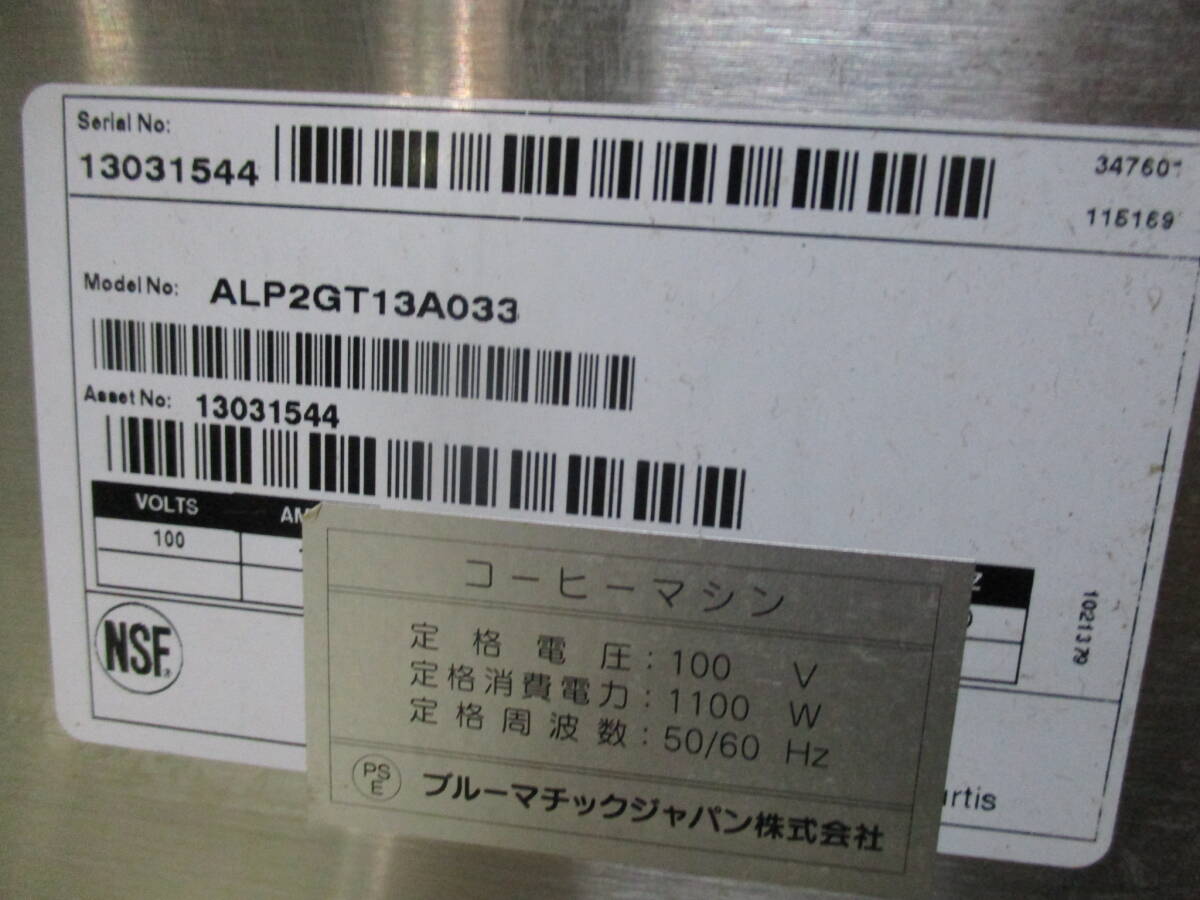 Serial No:
13031544
347601
115169
Model No: ALP2GT13A033
Asset No: 13031544
VOLTS
100
1021379
NSF
コーヒーマシン
定格電圧:100 V
定格消費電力:1100 W
定格周波数:50/60 Hz
PS
E
ブルーマチックジャパン株式会社